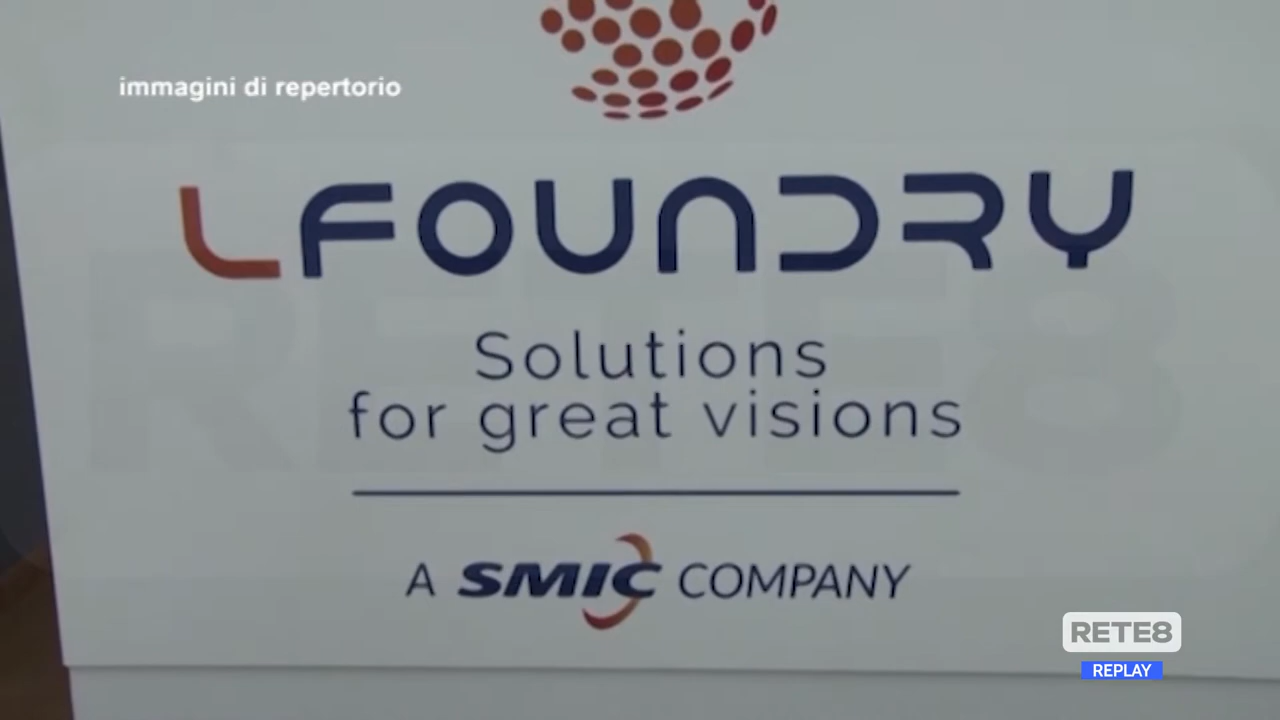 immagini di repertorio
LFOUNDRY
Solutions
for great visions
A SMIC COMPANY
RETE8
REPLAY